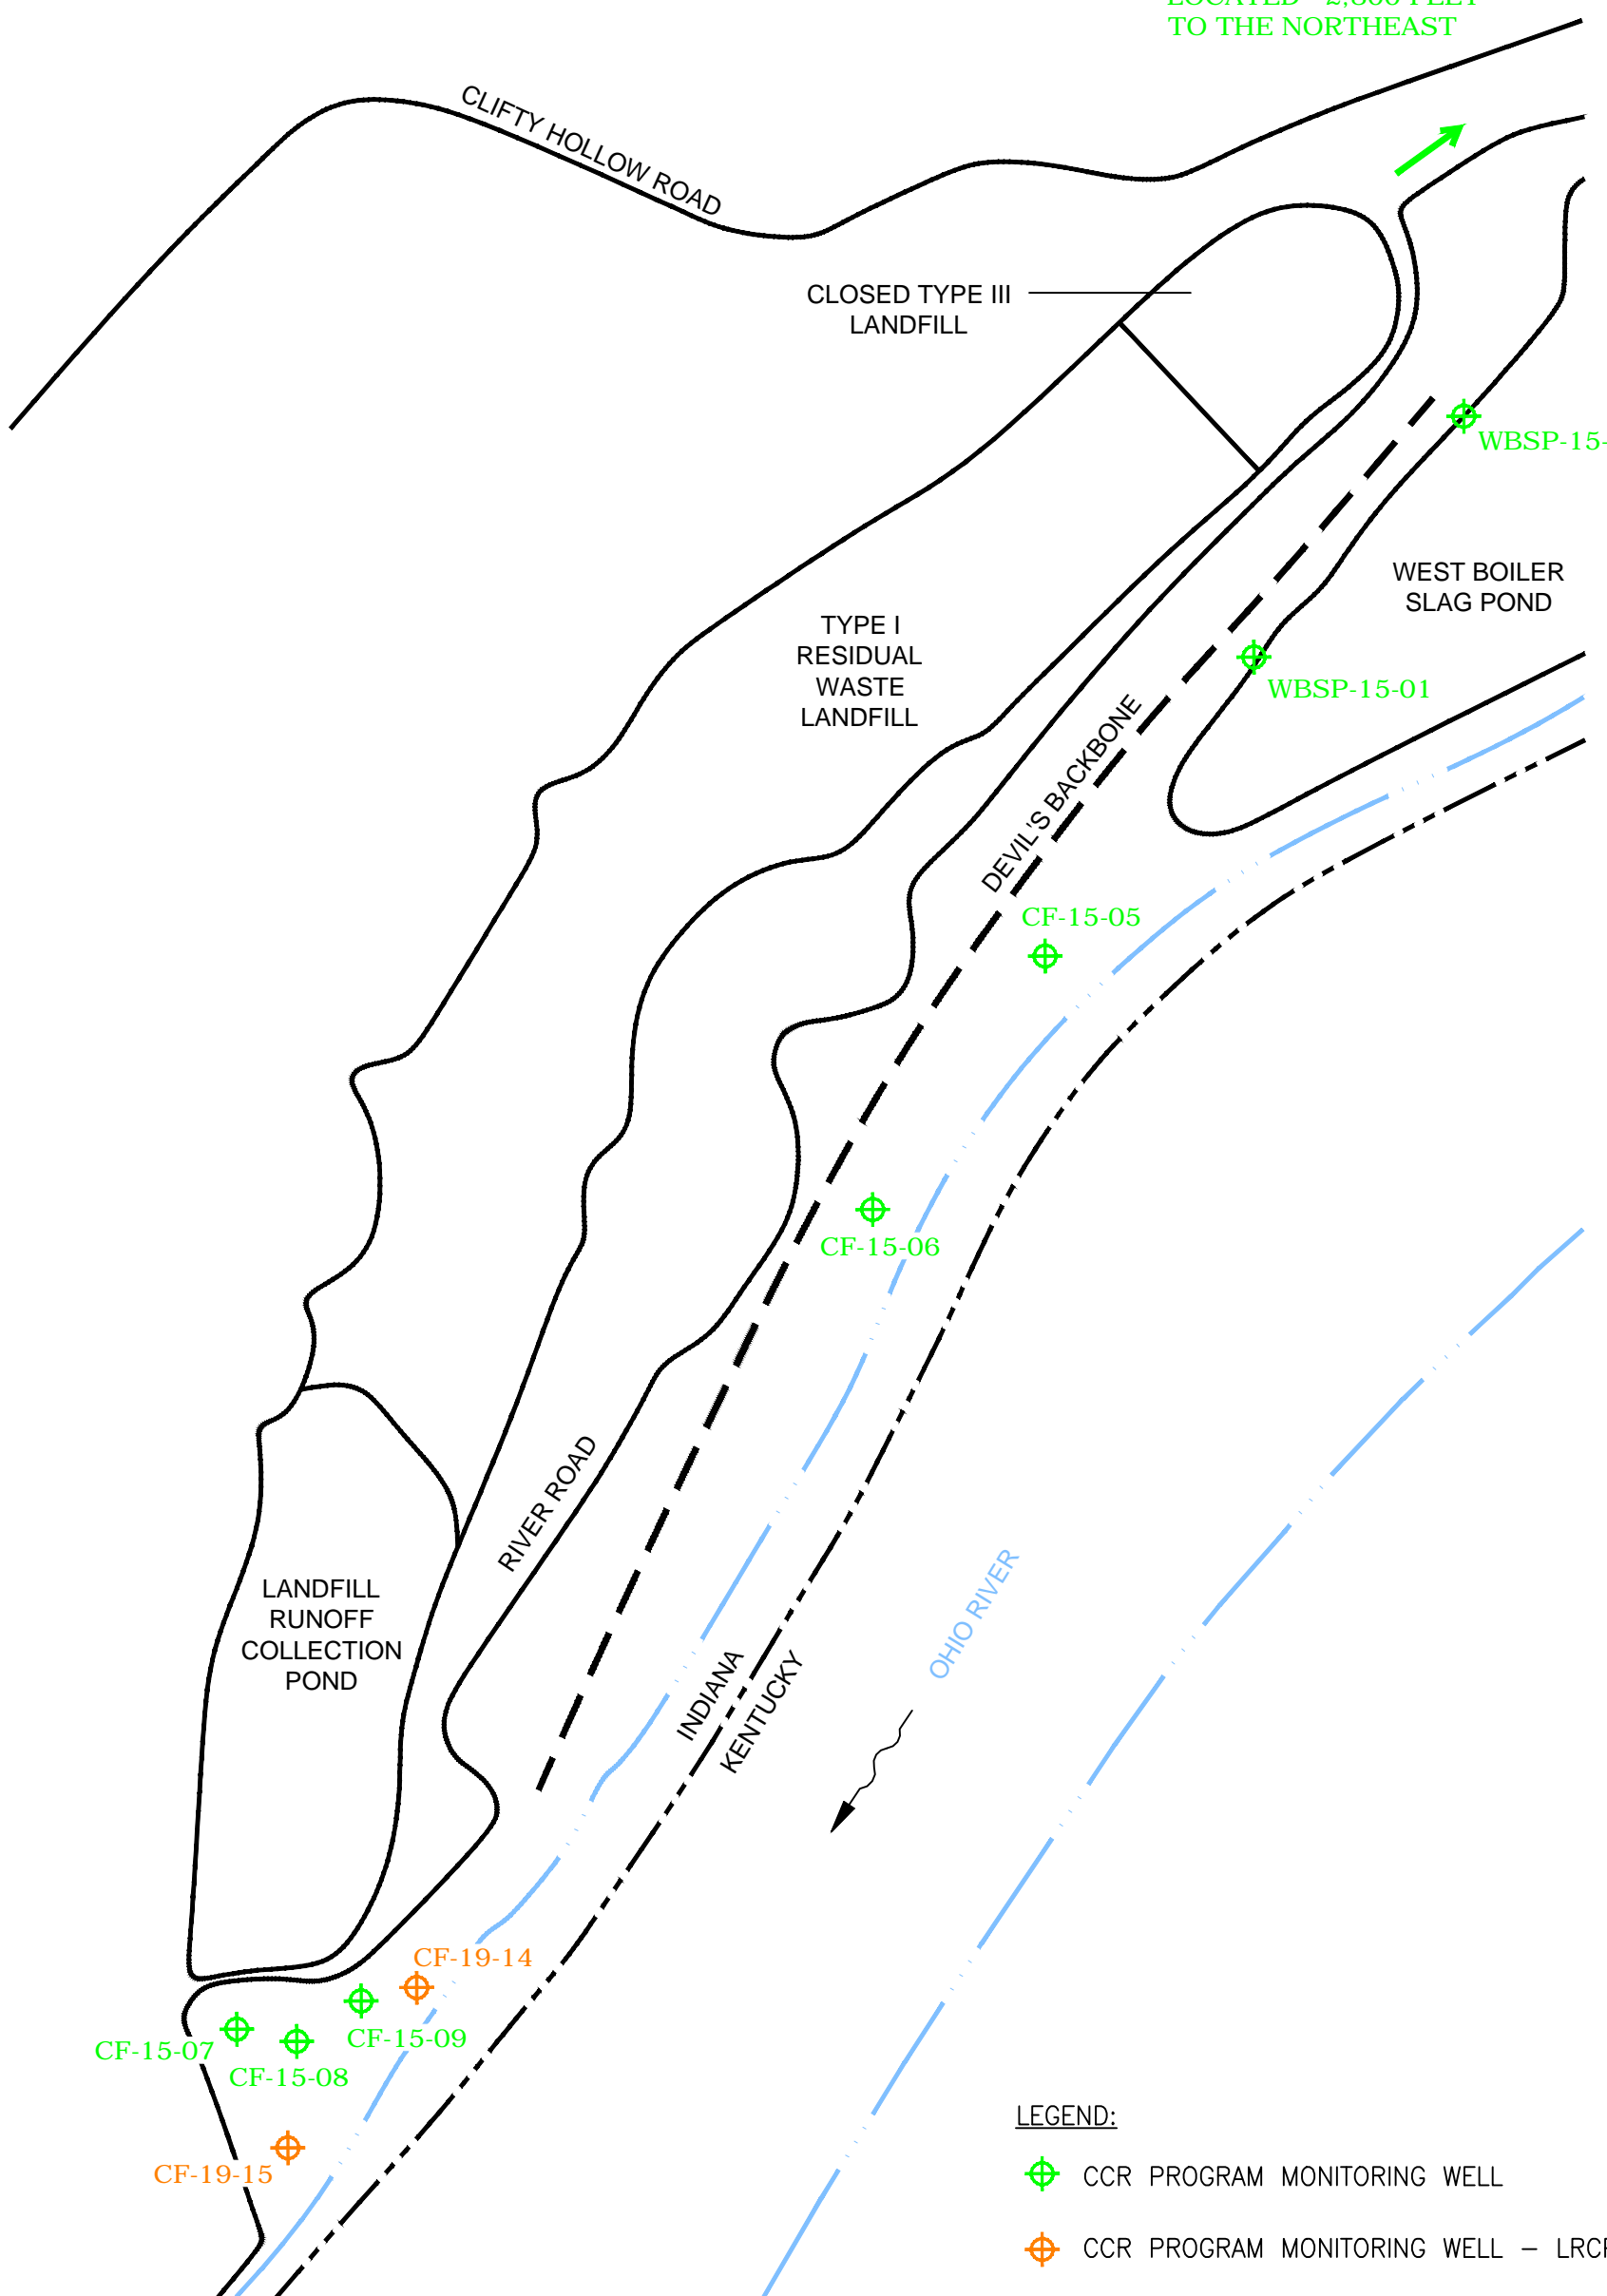 TO THE NORTHEAST
CLIFTY HOLLOW ROAD
CLOSED TYPE III
LANDFILL
WBSP-15-
WEST BOILER
SLAG POND
TYPE I
RESIDUAL
WASTE
LANDFILL
WBSP-15-01
DEVIL'S BACKBONE
CF-15-05
CF-15-06
RIVER ROAD
LANDFILL
RUNOFF
COLLECTION
POND
OHIO RIVER
INDIANA
KENTUCKY
CF-19-14
CF-15-09
CF-15-07
CF-15-08
CF-19-15
LEGEND:
CCR PROGRAM MONITORING WELL
CCR PROGRAM MONITORING WELL – LRC